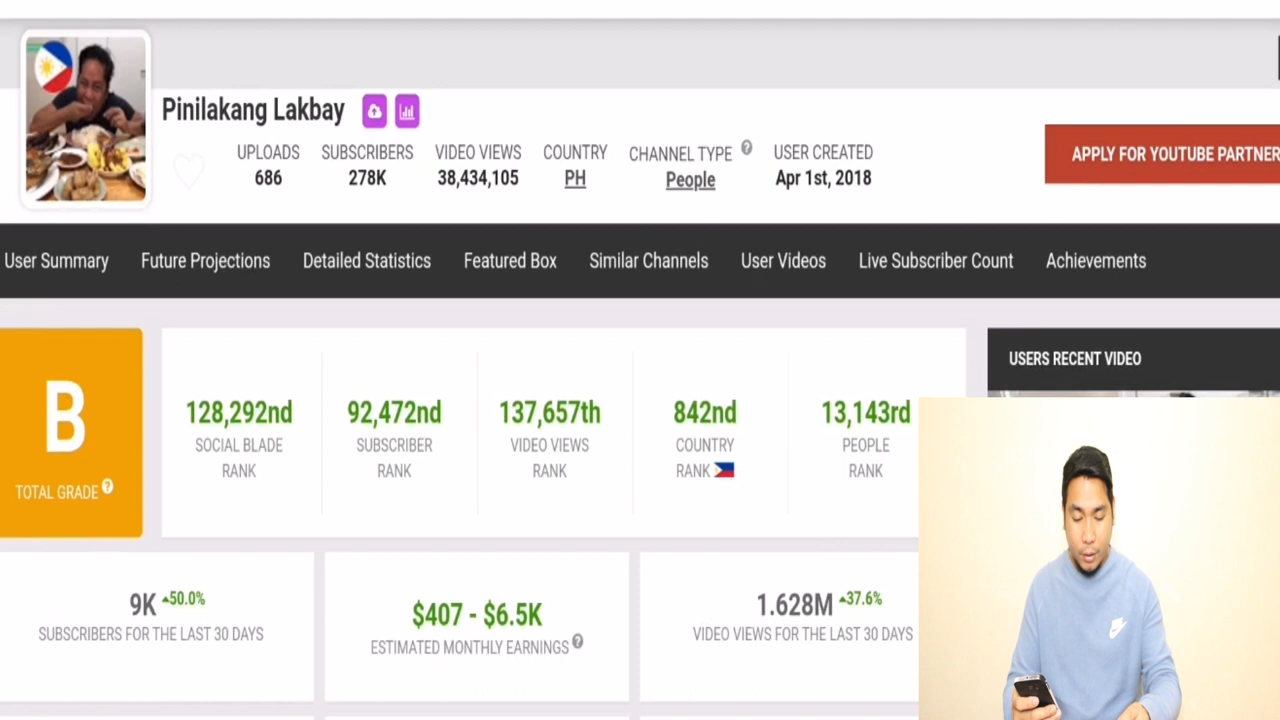 Pinilakang Lakbay
UPLOADS
686
SUBSCRIBERS
278K
VIDEO VIEWS
38,434,105
COUNTRY
PH
CHANNEL TYPE ?
People
USER CREATED
Apr 1st, 2018
APPLY FOR YOUTUBE PARTNER
User Summary Future Projections Detailed Statistics Featured Box Similar Channels User Videos Live Subscriber Count Achievements
B
TOTAL GRADE ?
128,292nd
SOCIAL BLADE
RANK
92,472nd
SUBSCRIBER
RANK
137,657th
VIDEO VIEWS
RANK
842nd
COUNTRY
RANK
13,143rd
PEOPLE
RANK
USERS RECENT VIDEO
9K 50.0%
SUBSCRIBERS FOR THE LAST 30 DAYS
$407 - $6.5K
ESTIMATED MONTHLY EARNINGS ?
1.628M 37.6%
VIDEO VIEWS FOR THE LAST 30 DAYS